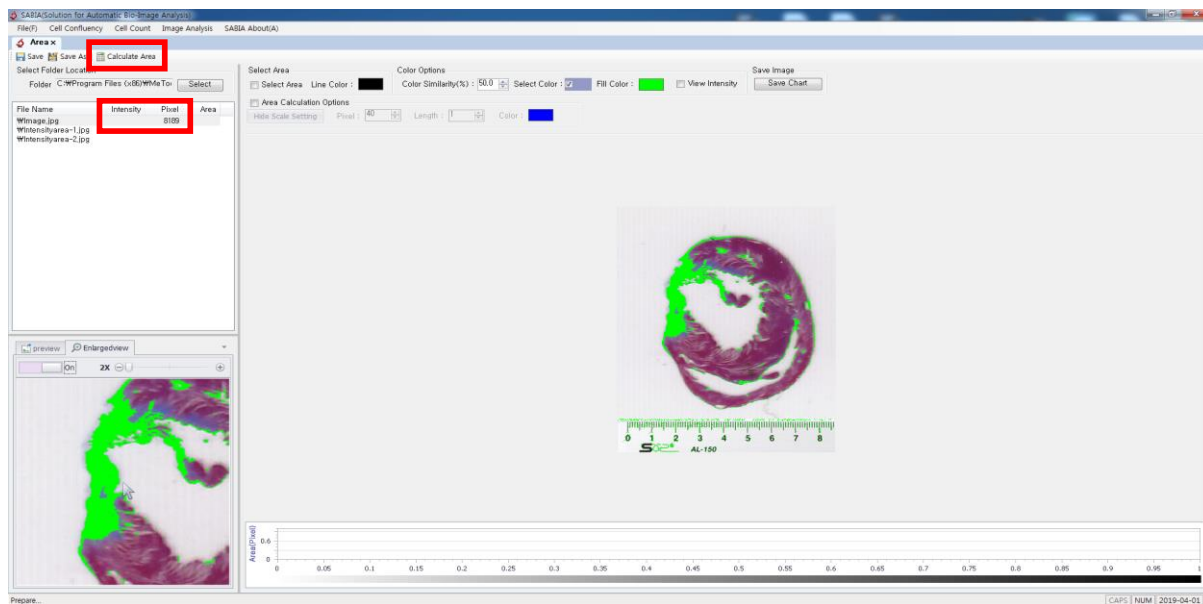 SABIA(Solution for Automatic Bio-Image Analysis)
File(F) Cell Confluency Cell Count Image Analysis SABIA About(A)
Area x
Save Save As Calculate Area
Select Folder Location
Folder C:₩Program Files (x86)₩MeTo Select
File Name Intensity Pixel Area
₩Image.jpg 8189
₩Intensityarea-1.jpg
₩Intensityarea-2.jpg
Select Area
Select Area Line Color :
Color Options
Color Similarity(%) : 50.0 Select Color : Fill Color : View Intensity
Save Image
Save Chart
Area Calculation Options
Hide Scale Setting Pixel : 40 Length : 1 Color :
preview Enlargedview
On 2X
0 1 2 3 4 5 6 7 8
AL-150
Area(Pixel)
0.6
0
0 0.05 0.1 0.15 0.2 0.25 0.3 0.35 0.4 0.45 0.5 0.55 0.6 0.65 0.7 0.75 0.8 0.85 0.9 0.95 1
Prepare...
CAPS NUM 2019-04-01